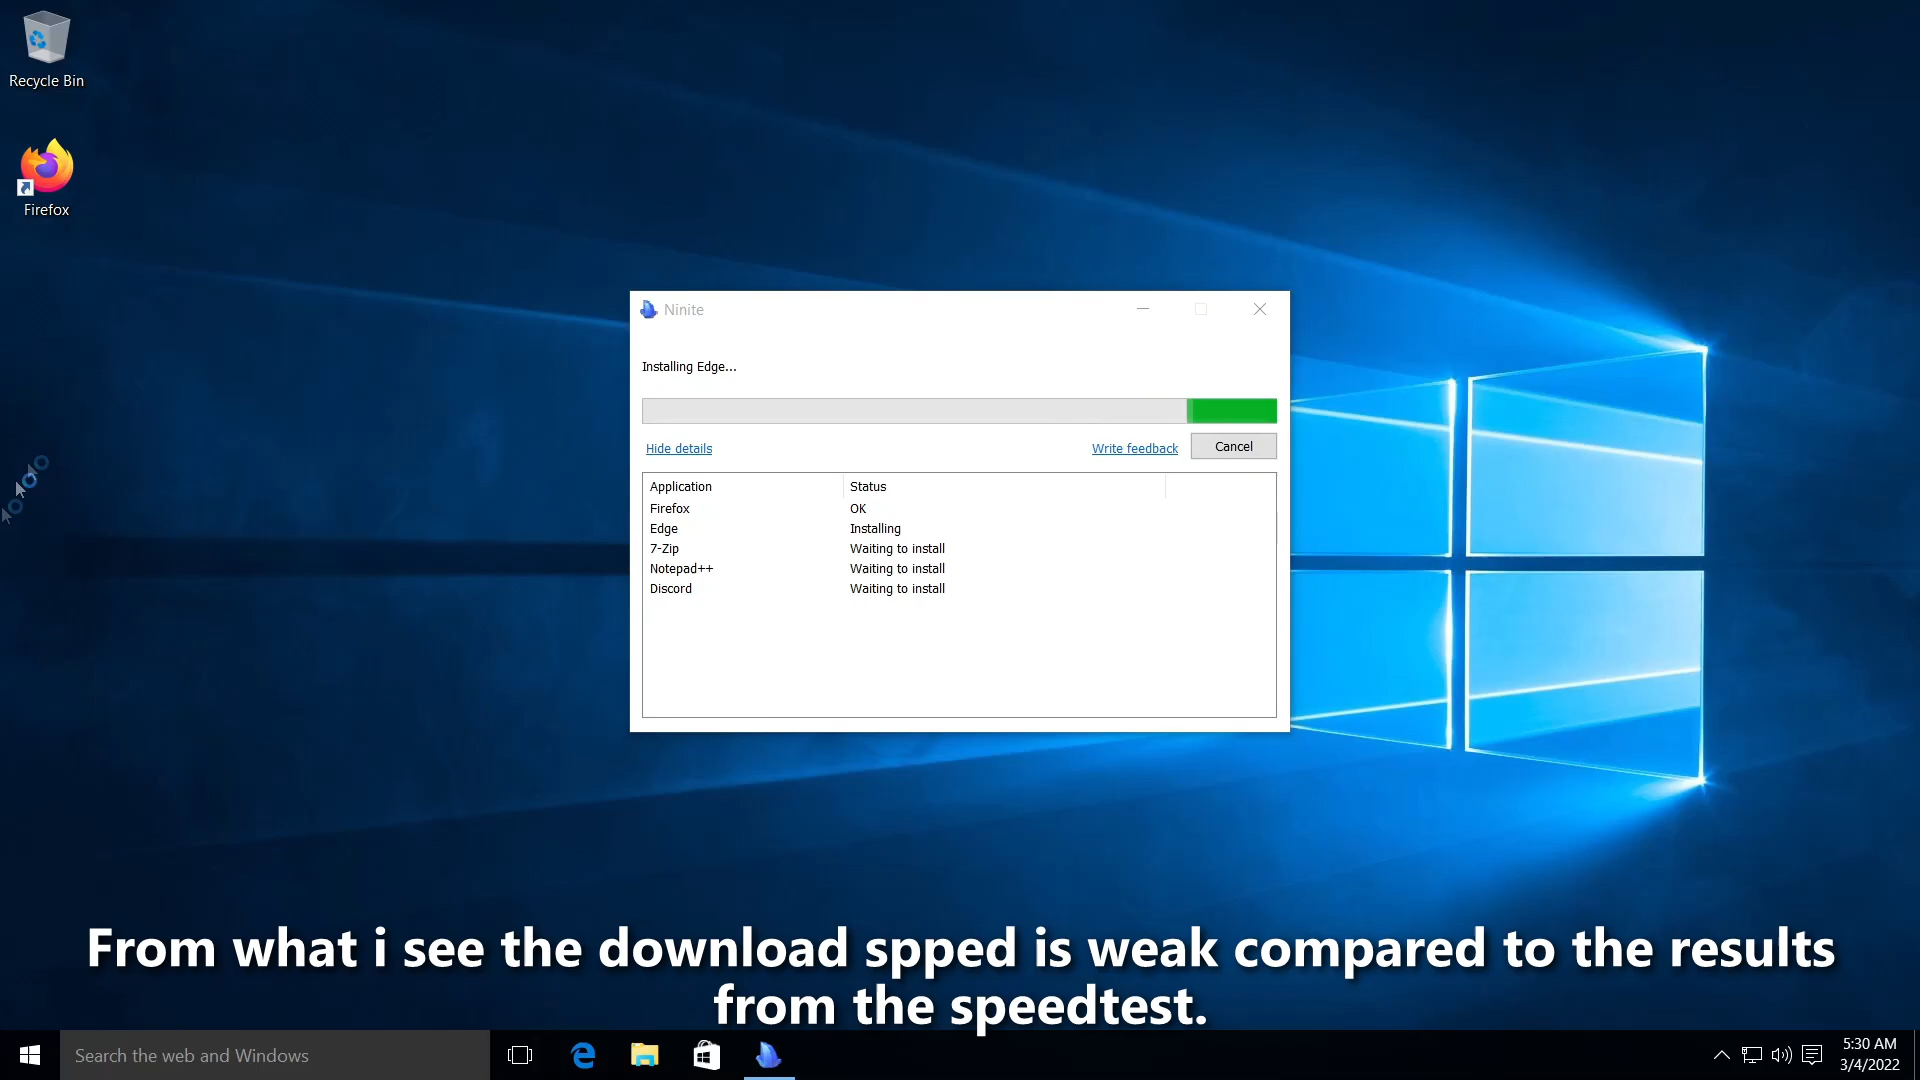 Recycle Bin
Firefox
Ninite
Installing Edge...
Hide details
Write feedback
Cancel
Application Status
Firefox OK
Edge Installing
7-Zip Waiting to install
Notepad++ Waiting to install
Discord Waiting to install
From what i see the download spped is weak compared to the results
from the speedtest.
Search the web and Windows
5:30 AM
3/4/2022